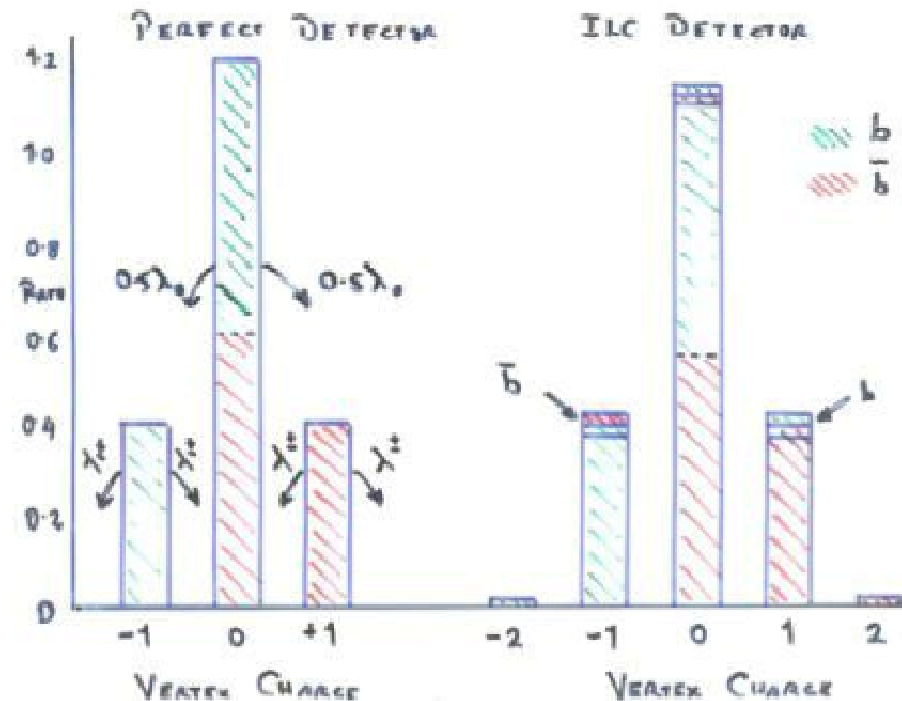 PERFECT DETECTOR
ILC DETECTOR
1.2
1.0
0.8
RATE
0.6
0.4
0.2
0
0.5λ₀
0.5λ₀
b
b̄
b̄
b
-1
0
+1
-2
-1
0
1
2
VERTEX CHARGE
VERTEX CHARGE